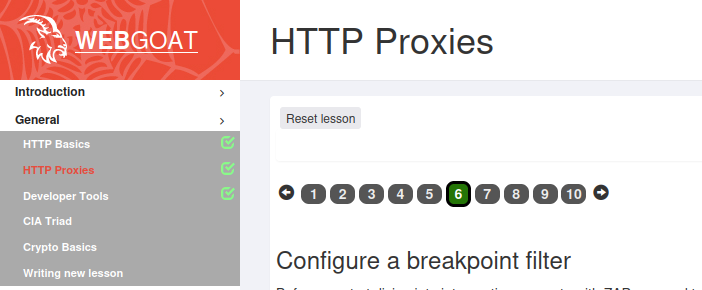 WEBGOAT
HTTP Proxies
Introduction
General
HTTP Basics
HTTP Proxies
Developer Tools
CIA Triad
Crypto Basics
Writing new lesson
Reset lesson
1 2 3 4 5 6 7 8 9 10
Configure a breakpoint filter